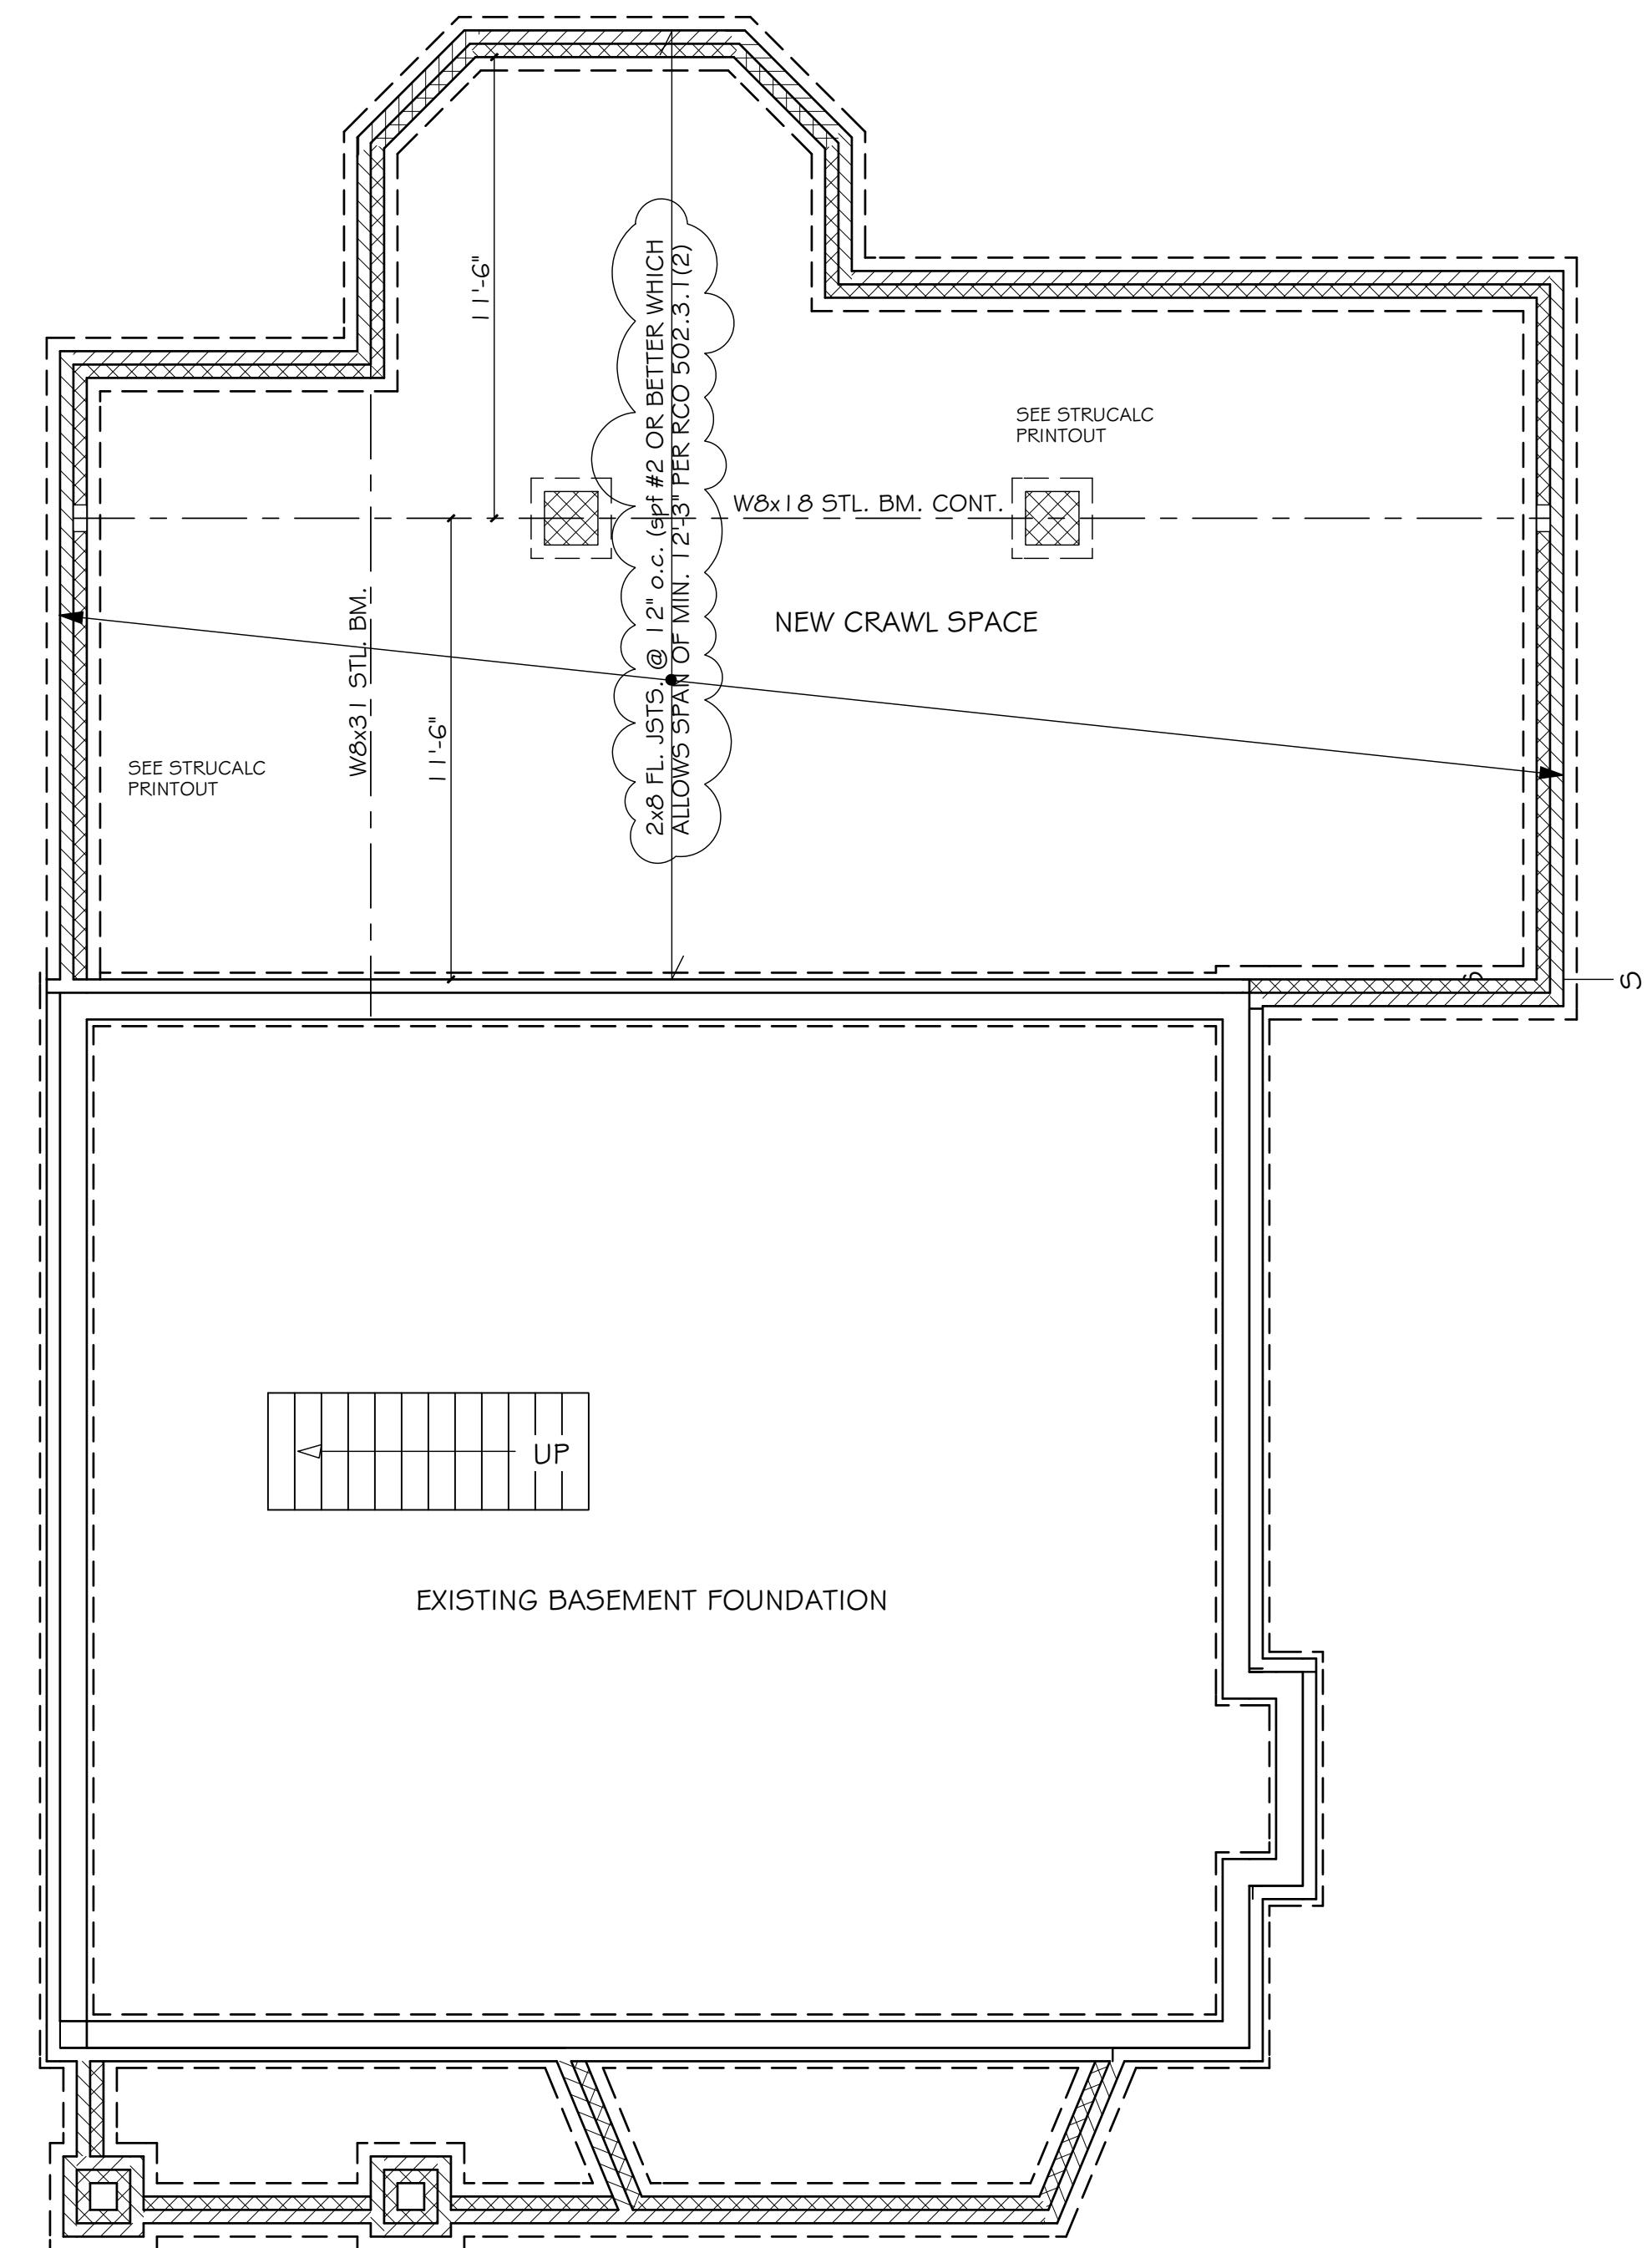 11'-6"
2x8 FL. JSTS. @ 12" o.c. (spf #2 OR BETTER WHICH
ALLOWS SPAN OF MIN. 12'-3" PER RCO 502.3.1(2)
SEE STRUCALC
PRINTOUT
W8x18 STL. BM. CONT.
NEW CRAWL SPACE
W8x31 STL. BM.
11'-6"
SEE STRUCALC
PRINTOUT
S
S
UP
EXISTING BASEMENT FOUNDATION